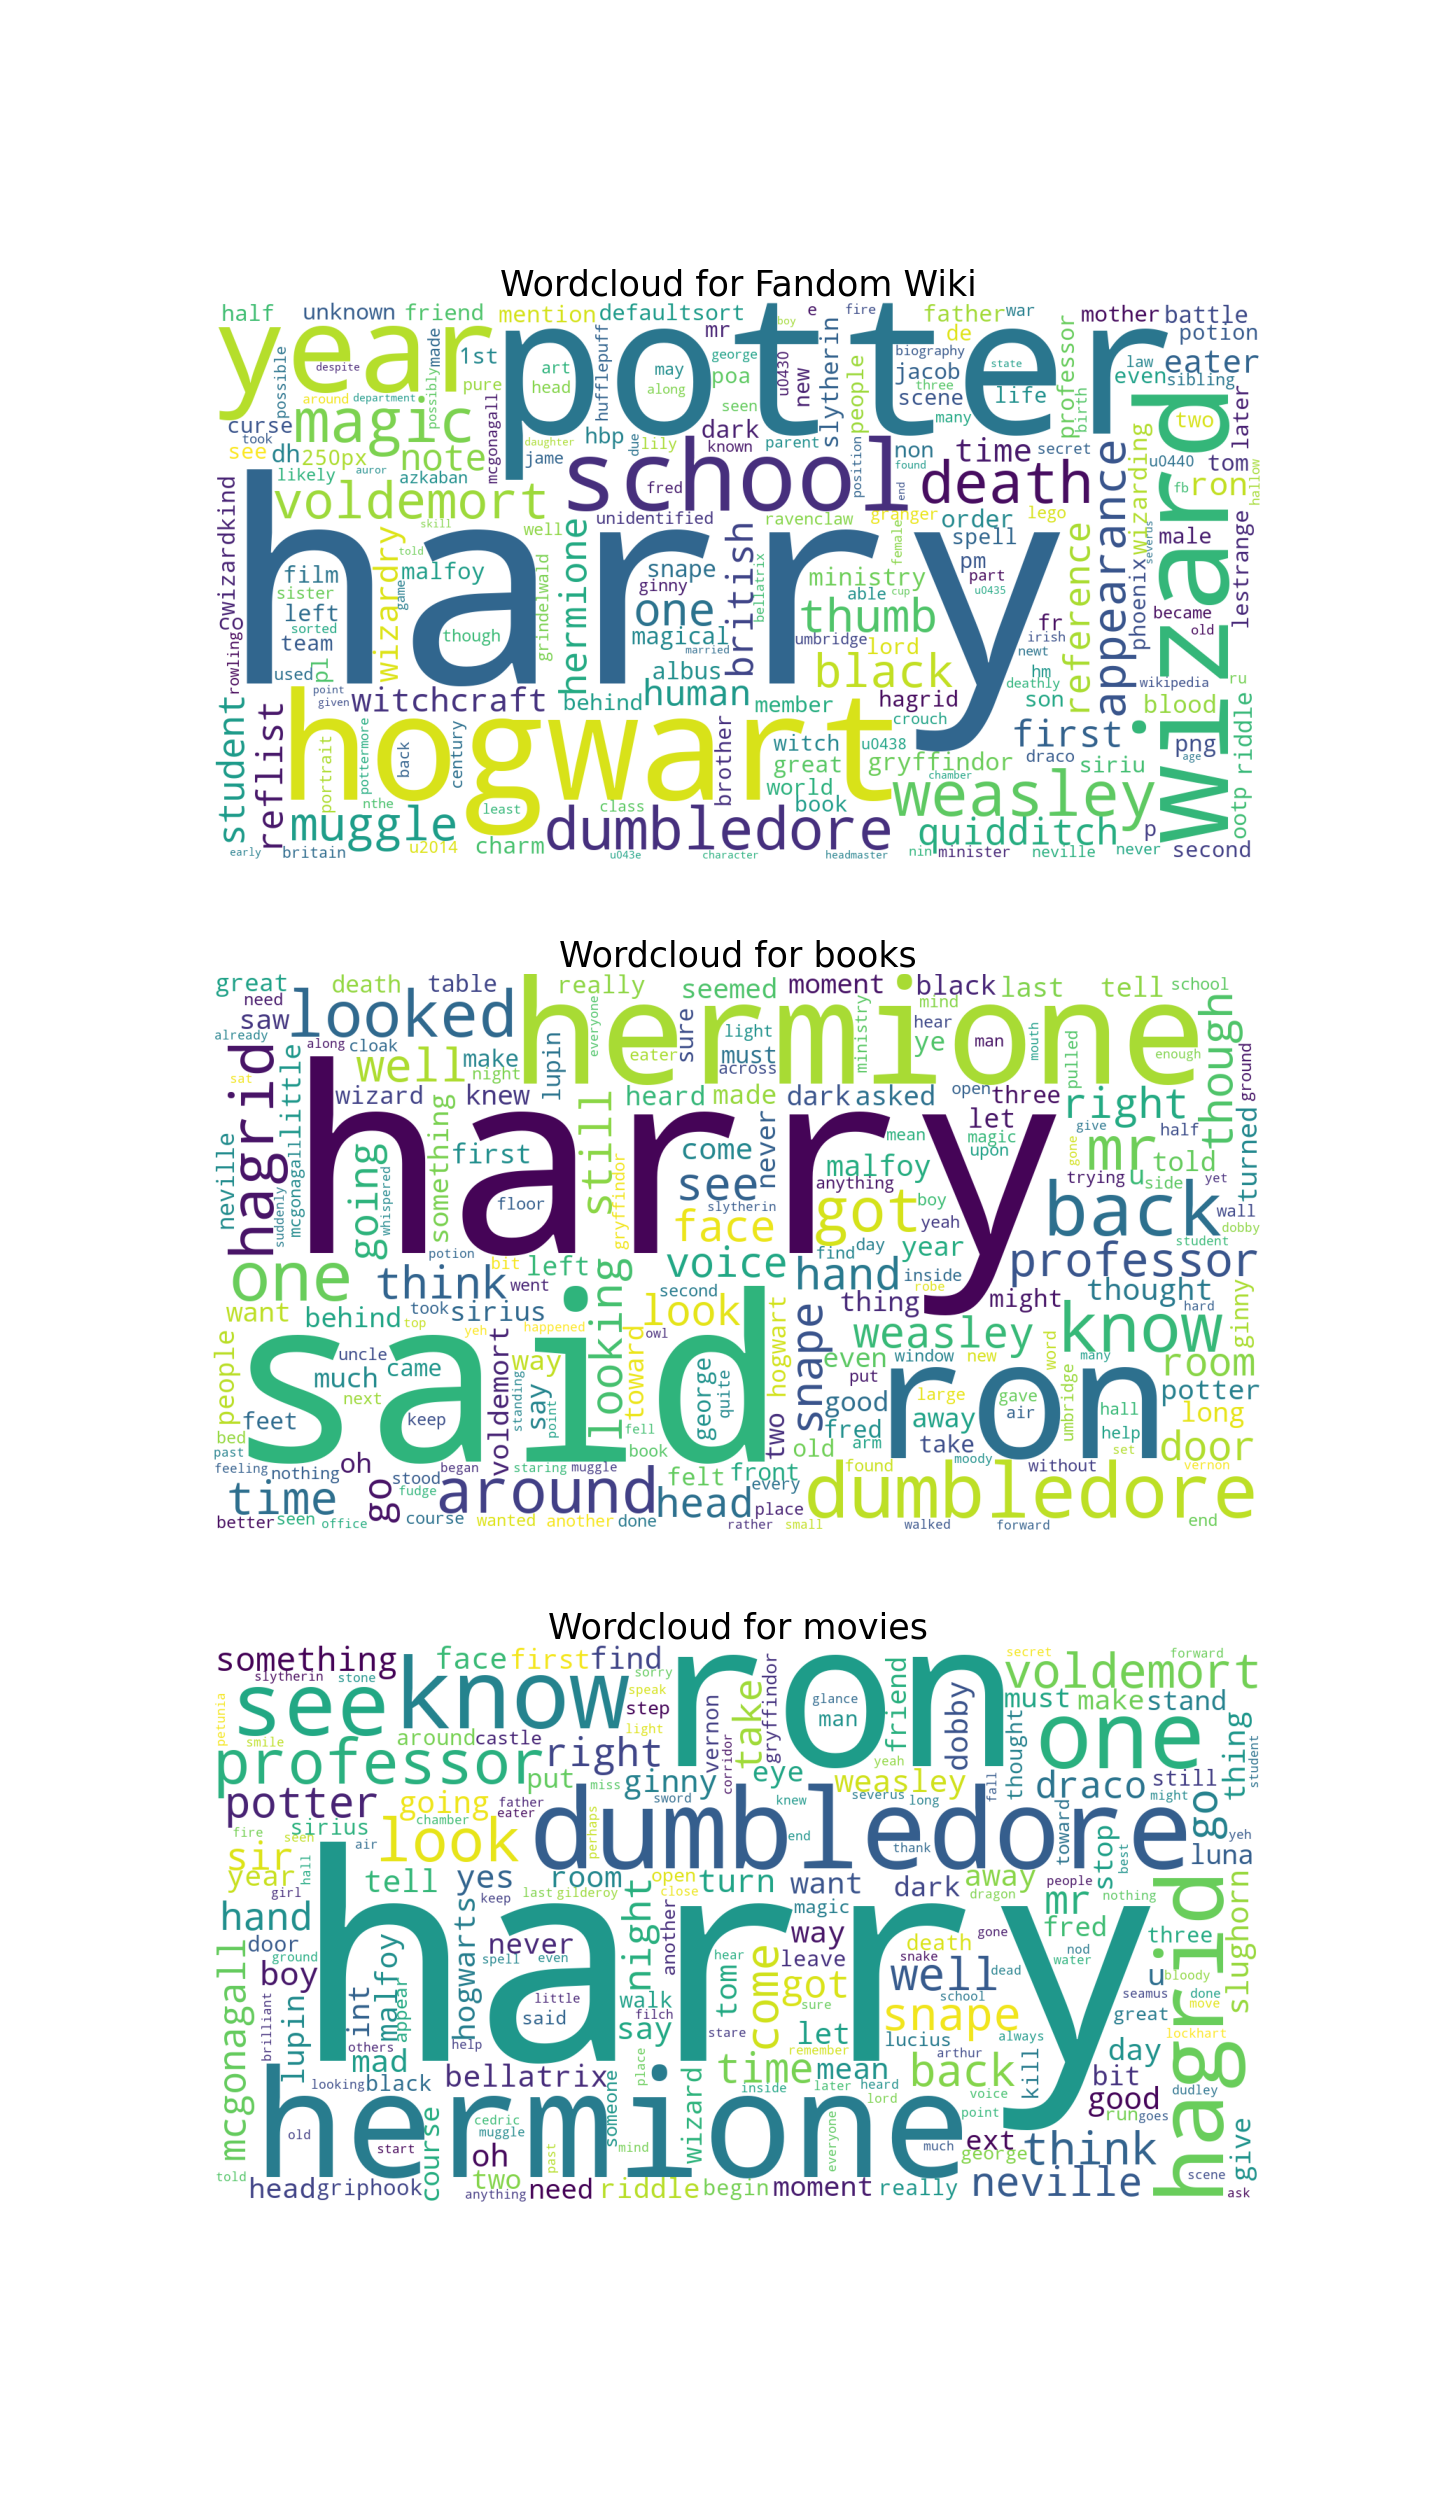 Wordcloud for Fandom Wiki
half unknown friend mention defaultsort mr e fire father war mother battle
year potter boy de potion
possible made 1st art george may poa u0430 new slytherin biography jacob state professor law eater
despite pure head along people scene three life even sibling
around department possibly hufflepuff seen many birth two wizard later
curse magic mcgonagall hbp dark parent non time secret wizarding
took see dh 250px note daughter due lily known school position found death appearance u0440 tom
likely auror azkaban jame fred end fb ron hallow
wizardkind voldemort skill well unidentified ravenclaw granger order lego reference severus lestrange
harry wizardry told hermione british female spell male
film malfoy grindelwald snape bellatrix ministry pm phoenix
sister game ginny able cup part u0435
left one thumb fr became
c sorted though magical umbridge irish old
rowling team married lord newt
pl albus black hm wikipedia
used human hagrid deathly ru
point given witchcraft behind member son blood
student reflist hogwart brother crouch first png riddle ootp
portrait pottermore back century witch u0438 gryffindor draco siriu age
great chamber weasley
nthe least class world
muggle book quidditch p
early britain u2014 charm dumbledore u043e character headmaster nin minister neville never second
Wordcloud for books
great death table really seemed moment black last tell school
need looked hermione everyone mind though
saw light ministry hear ye man mouth
already along cloak well make sure must eater pulled enough
hagrid little sat night lupin across ground
wizard knew heard made dark asked open three right
harry still never let give
neville mcgonagall going something first come mean magic half mr told turned
suddenly whispered see malfoy upon gone trying u side yet
floor slytherin anything got boy back wall
gryffindor face yeah dobby
potion voice find day year professor student
one bit left hand inside
think went looking robe thought
want behind took sirius second look thing might hard ginny
top yeh happened owl weasley know
people uncle voldemort way toward hogwart snape even window new word many room
much came say george quite put ron
next standing good large gave umbridge potter
feet keep point away air hall long
bed said fell two fred help
past book old arm take set door
feeling nothing oh began staring muggle felt front found moody without vernon
time stood every
go fudge around head place dumbledore
better seen office course wanted another done rather small walked forward end
Wordcloud for movies
something face first find ron secret forward
slytherin stone know sorry voldemort
petunia see speak take gryffindor glance friend dobby must make stand
step man
smile around castle light vernon thought one thing student
professor right corridor yeah still
put miss ginny eye weasley draco
potter going father sword knew severus long fall might go
chamber eater dumbledore
fire sirius look perhaps end toward stop yeh
sir seen air thank best luna
year hall tell yes room open turn want away people
girl keep last gilderoy close dark dragon mr nothing hagrid
hand harry hogwarts night another magic fred slughorn
door never way death gone nod three
ground spell even hear leave snake water
mcgonagall boy malfoy come well dead u bloody
lupin int appear tom got school seamus done
little walk sure move
brilliant said filch snape great
others say stare let lucius always lockhart
help remember arthur day
mad place time mean back kill
looking black bellatrix inside later heard voice bit
hermione someone wizard lord good dudley
course cedric point run goes
old start muggle mind everyone much ext george think give
oh past
told two scene
head griphook anything need riddle begin moment really neville ask